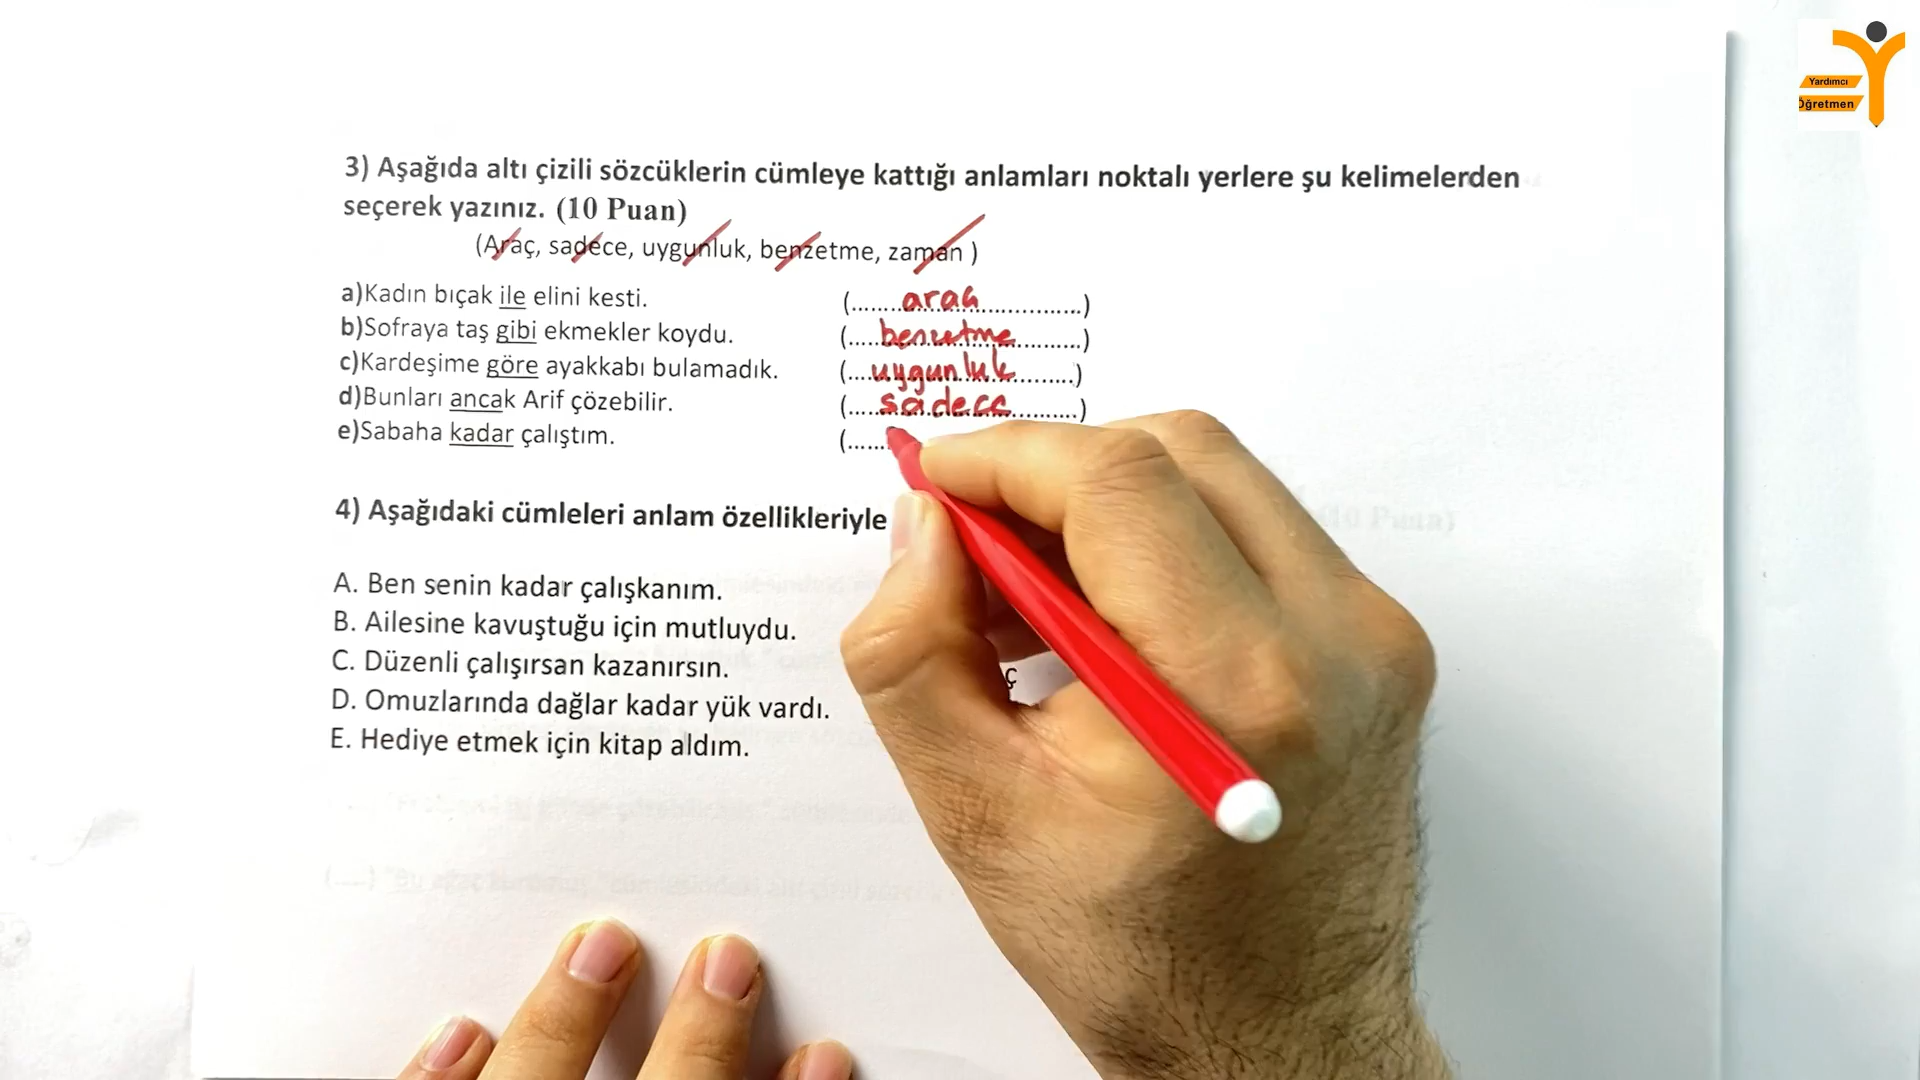 Yardımcı
Öğretmen
3) Aşağıda altı çizili sözcüklerin cümleye kattığı anlamları noktalı yerlere şu kelimelerden
seçerek yazınız. (10 Puan)
(Araç, sadece, uygunluk, benzetme, zaman )
a)Kadın bıçak ile elini kesti. (.......araç..............................)
b)Sofraya taş gibi ekmekler koydu. (....benzetme..........)
c)Kardeşime göre ayakkabı bulamadık. (...uygunluk.........)
d)Bunları ancak Arif çözebilir. (....sadece..........)
e)Sabaha kadar çalıştım. (......
4) Aşağıdaki cümleleri anlam özellikleriyle
A. Ben senin kadar çalışkanım.
B. Ailesine kavuştuğu için mutluydu.
C. Düzenli çalışırsan kazanırsın. ç
D. Omuzlarında dağlar kadar yük vardı.
E. Hediye etmek için kitap aldım.